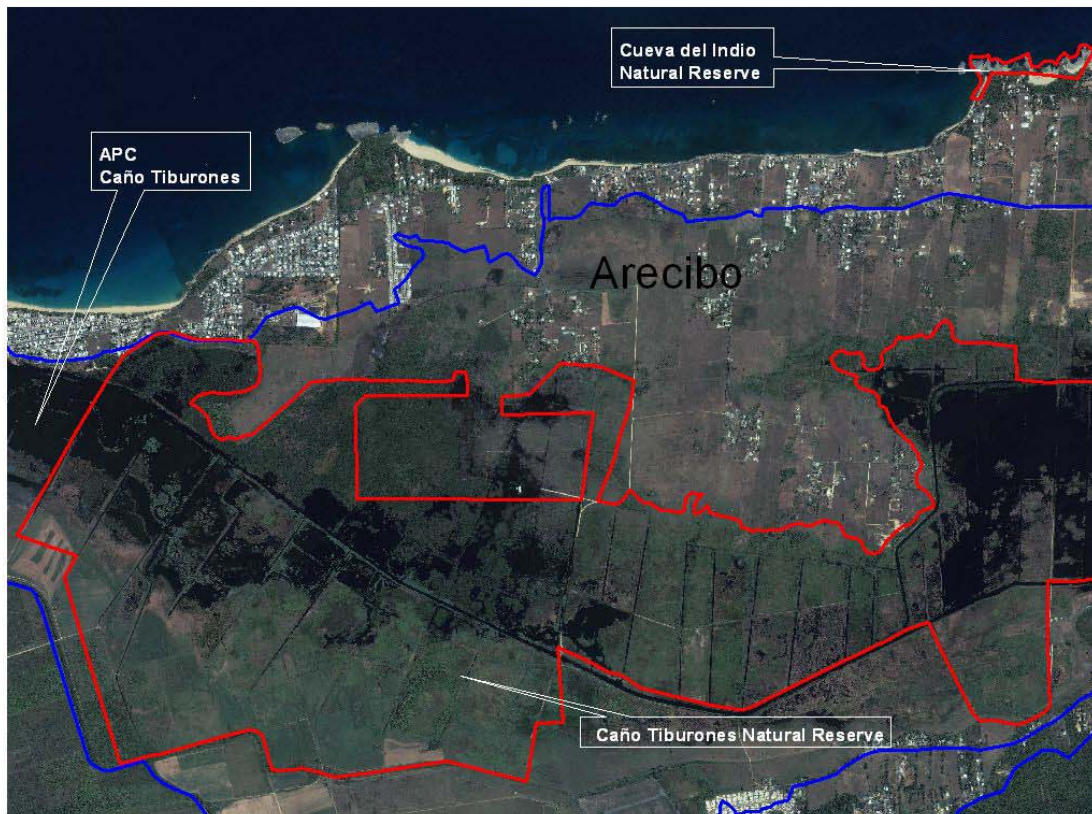 Cueva del Indio
Natural Reserve
APC
Caño Tiburones
Arecibo
Caño Tiburones Natural Reserve